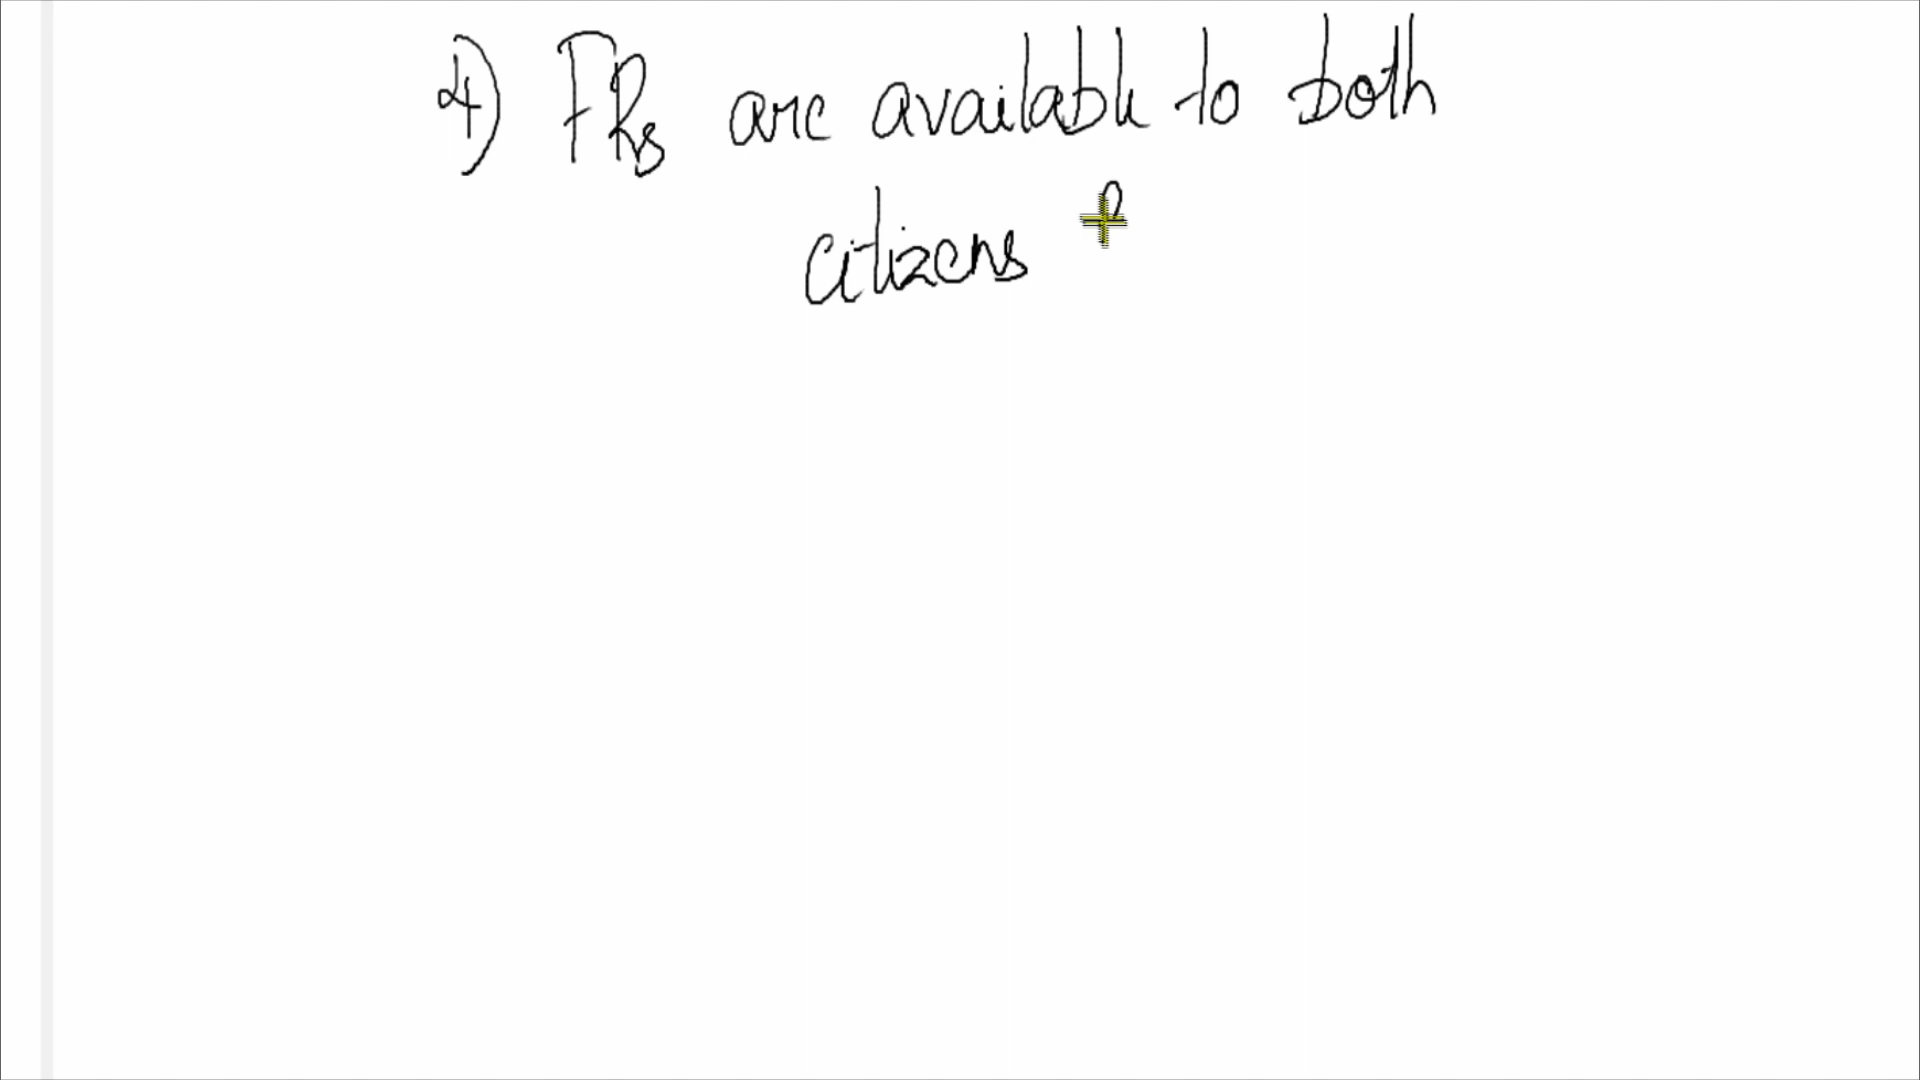 4) FRs are available to both
citizens